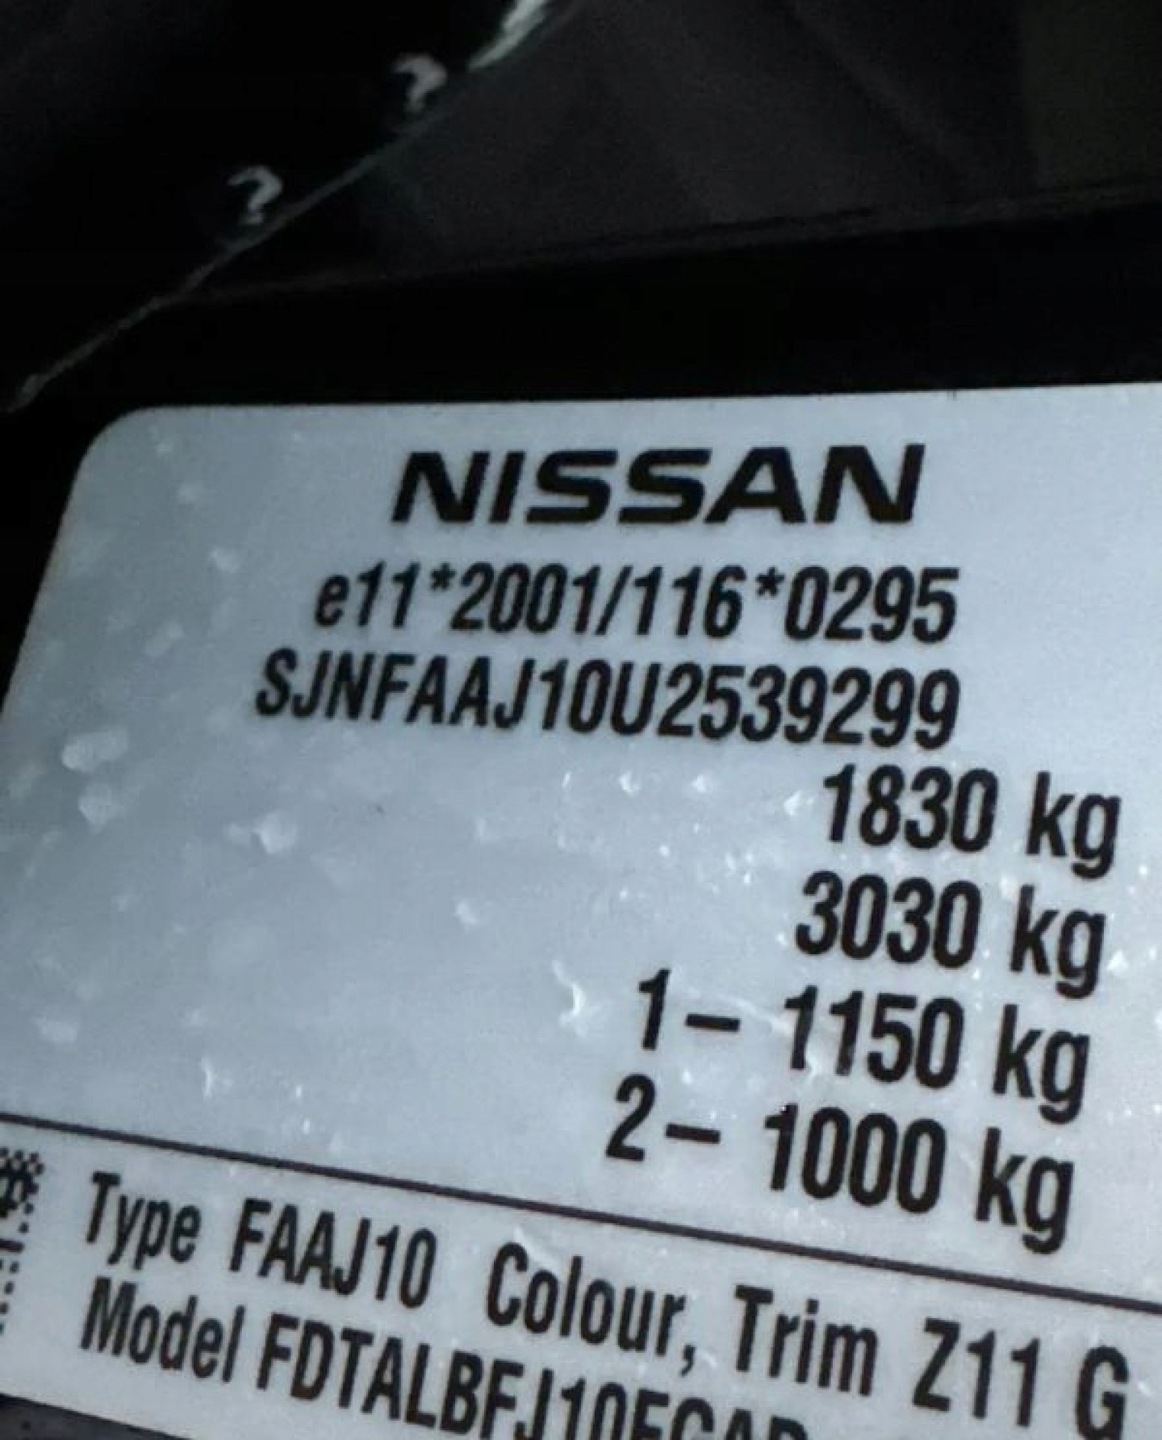 ?
?
NISSAN
e11*2001/116*0295
SJNFAAJ10U2539299
1830 kg
3030 kg
1– 1150 kg
2– 1000 kg
Type FAAJ10 Colour, Trim Z11 G
Model